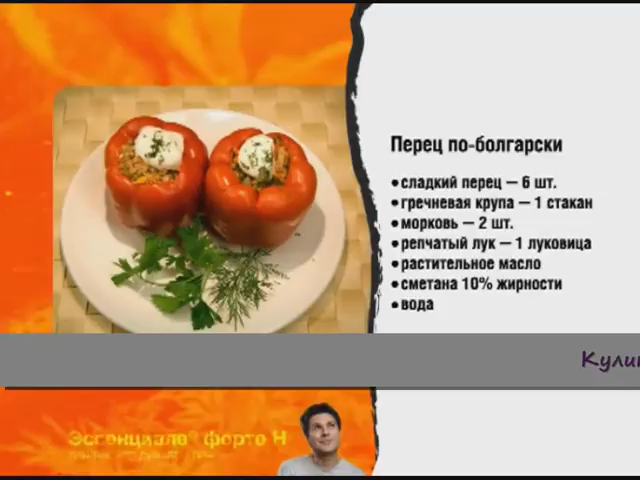 Перец по-болгарски
•сладкий перец – 6 шт.
•гречневая крупа – 1 стакан
•морковь – 2 шт.
•репчатый лук – 1 луковица
•растительное масло
•сметана 10% жирности
•вода
Кули
Эссенциале® форте Н